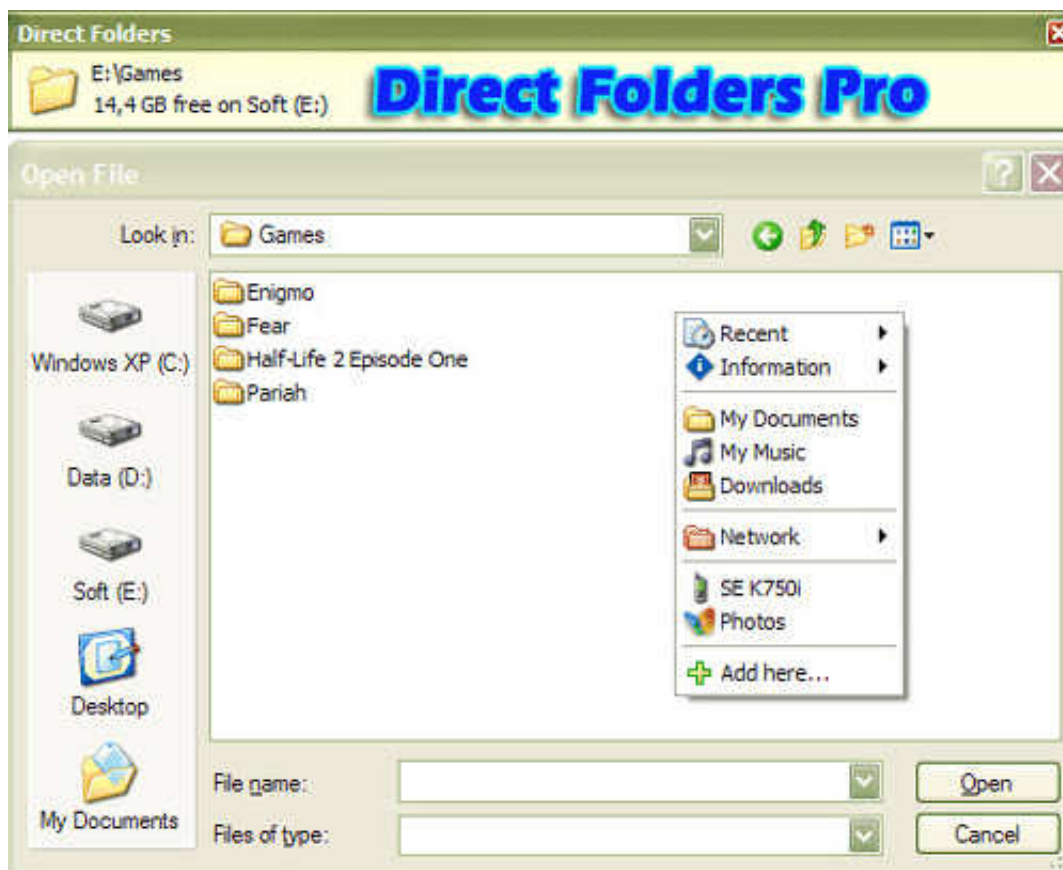 Direct Folders
E:\Games
14,4 GB free on Soft (E:)
Direct Folders Pro
Open File
Look in:
Games
Windows XP (C:)
Data (D:)
Soft (E:)
Desktop
My Documents
Enigmo
Fear
Half-Life 2 Episode One
Pariah
Recent
Information
My Documents
My Music
Downloads
Network
SE K750i
Photos
Add here...
File name:
Open
Files of type:
Cancel